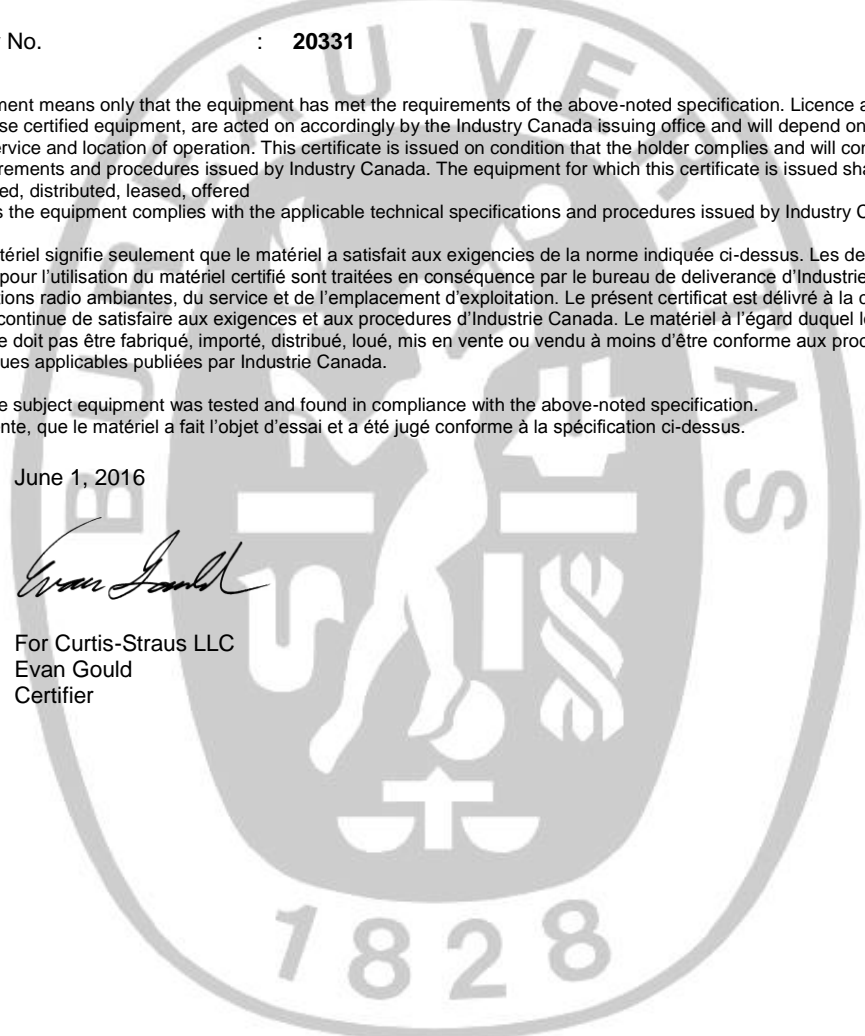 No. : 20331
ment means only that the equipment has met the requirements of the above-noted specification. Licence a
se certified equipment, are acted on accordingly by the Industry Canada issuing office and will depend on
ervice and location of operation. This certificate is issued on condition that the holder complies and will con
rements and procedures issued by Industry Canada. The equipment for which this certificate is issued sha
ed, distributed, leased, offered
s the equipment complies with the applicable technical specifications and procedures issued by Industry C
tériel signifie seulement que le matériel a satisfait aux exigencies de la norme indiquée ci-dessus. Les de
pour l’utilisation du matériel certifié sont traitées en conséquence par le bureau de deliverance d’Industrie
tions radio ambiantes, du service et de l’emplacement d’exploitation. Le présent certificat est délivré à la c
continue de satisfaire aux exigences et aux procedures d’Industrie Canada. Le matériel à l’égard duquel le
e doit pas être fabriqué, importé, distribué, loué, mis en vente ou vendu à moins d’être conforme aux proc
ues applicables publiées par Industrie Canada.
e subject equipment was tested and found in compliance with the above-noted specification.
nte, que le matériel a fait l’objet d’essai et a été jugé conforme à la spécification ci-dessus.
June 1, 2016
Evan Gould
For Curtis-Straus LLC
Evan Gould
Certifier
BUREAU VERITAS
1828